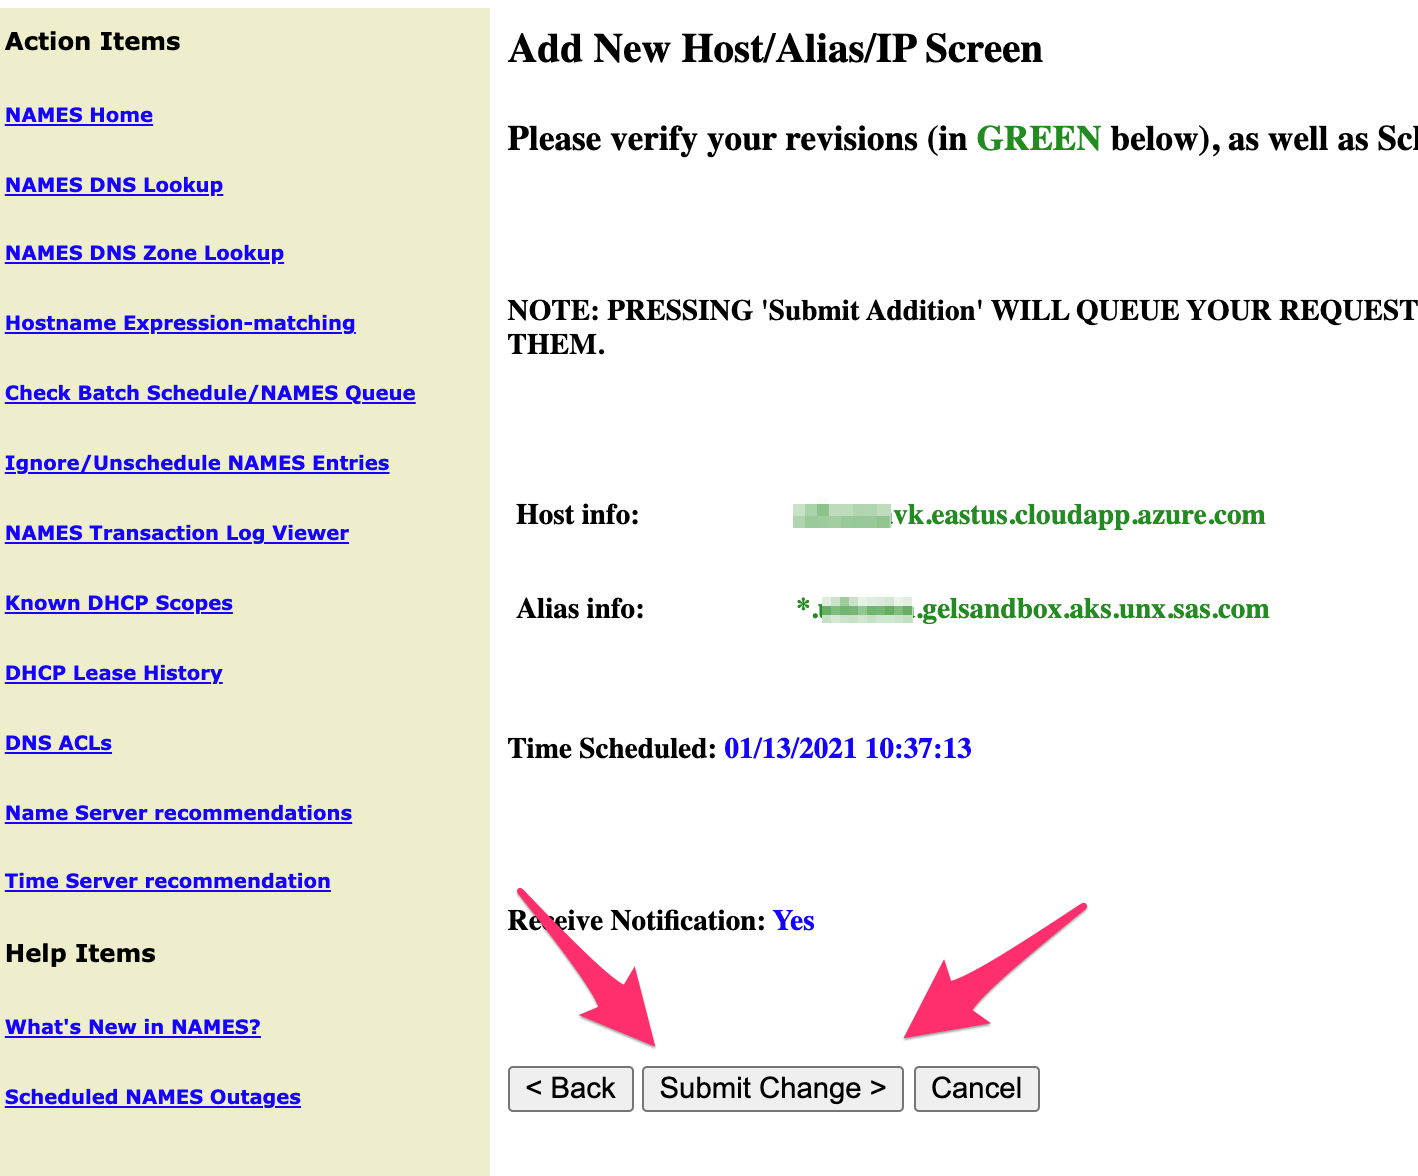 Action Items
NAMES Home
NAMES DNS Lookup
NAMES DNS Zone Lookup
Hostname Expression-matching
Check Batch Schedule/NAMES Queue
Ignore/Unschedule NAMES Entries
NAMES Transaction Log Viewer
Known DHCP Scopes
DHCP Lease History
DNS ACLs
Name Server recommendations
Time Server recommendation
Help Items
What's New in NAMES?
Scheduled NAMES Outages
Add New Host/Alias/IP Screen
Please verify your revisions (in GREEN below), as well as
NOTE: PRESSING 'Submit Addition' WILL QUEUE YOUR REQUEST
THEM.
Host info: vk.eastus.cloudapp.azure.com
Alias info: *. .gelsandbox.aks.unx.sas.com
Time Scheduled: 01/13/2021 10:37:13
Receive Notification: Yes
< Back Submit Change > Cancel